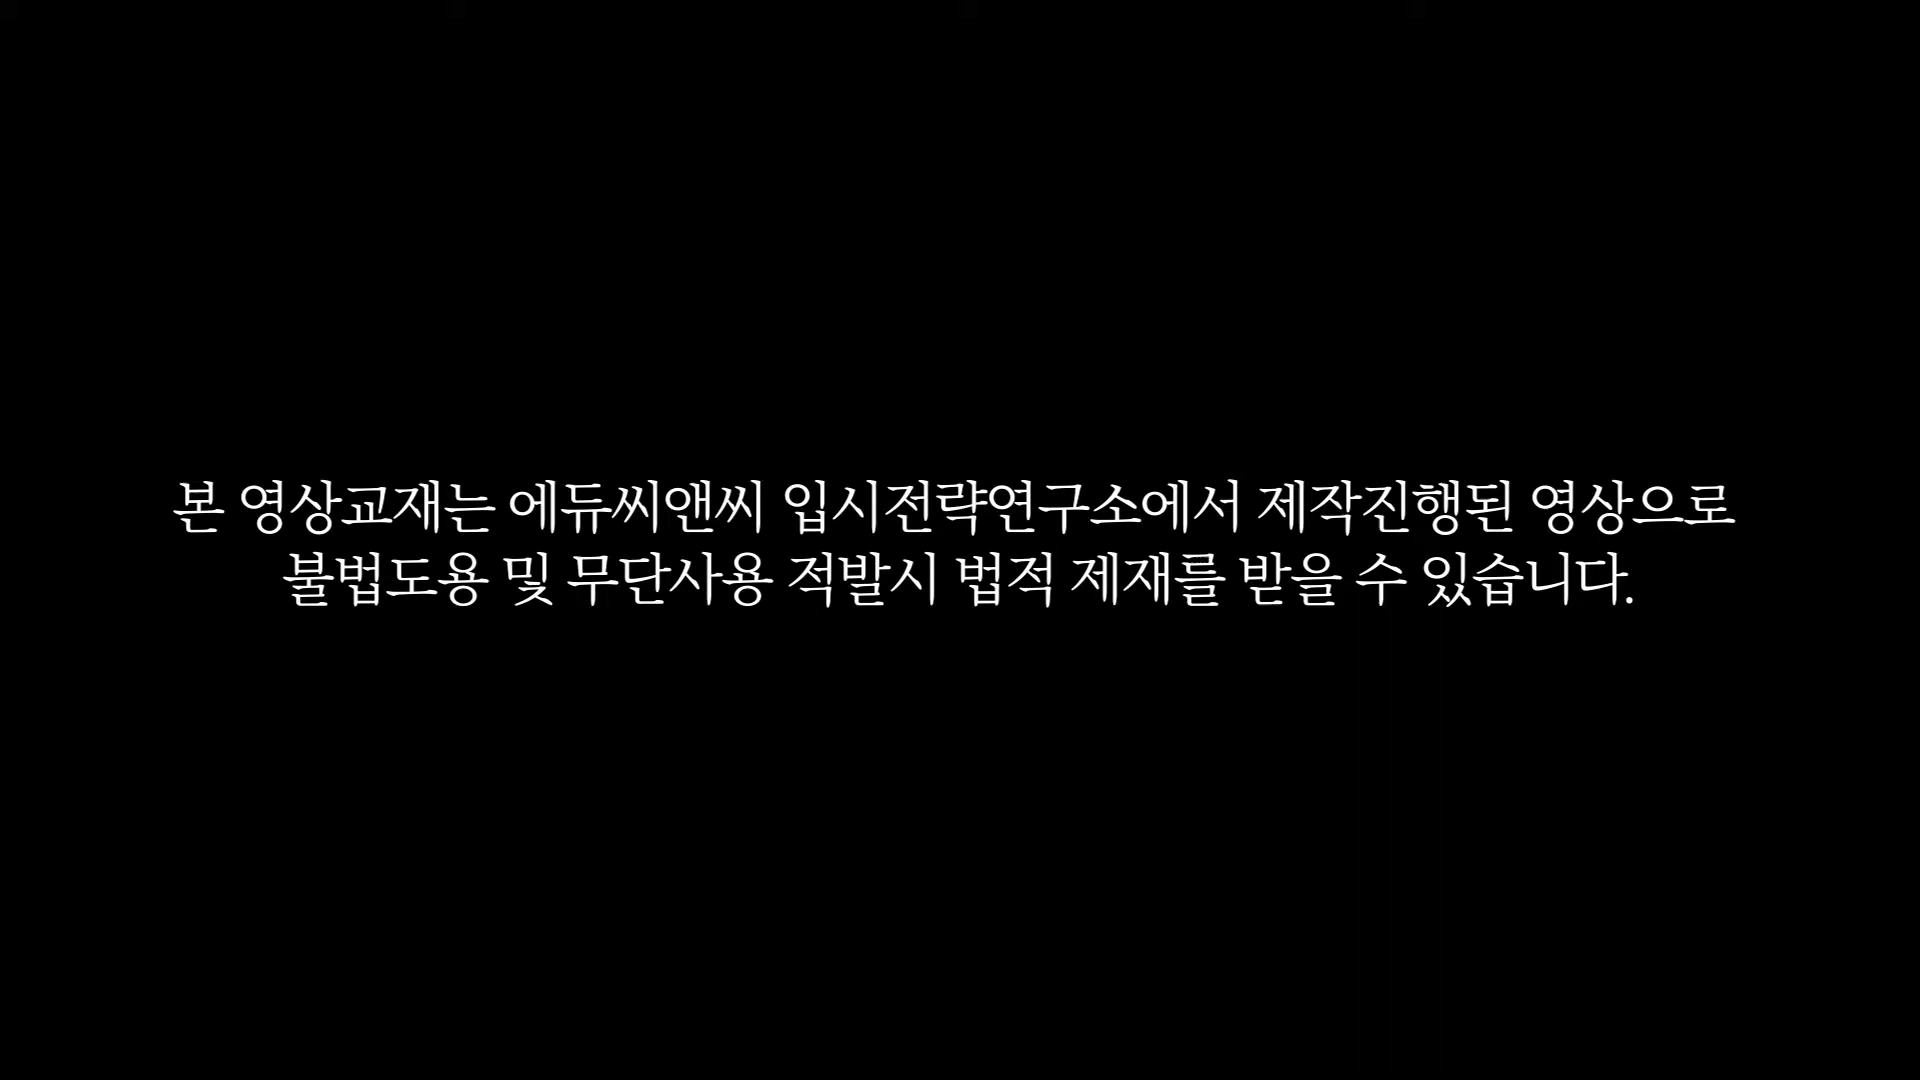 본 영상교재는 에듀씨앤씨 입시전략연구소에서 제작진행된 영상으로
불법도용 및 무단사용 적발시 법적 제재를 받을 수 있습니다.